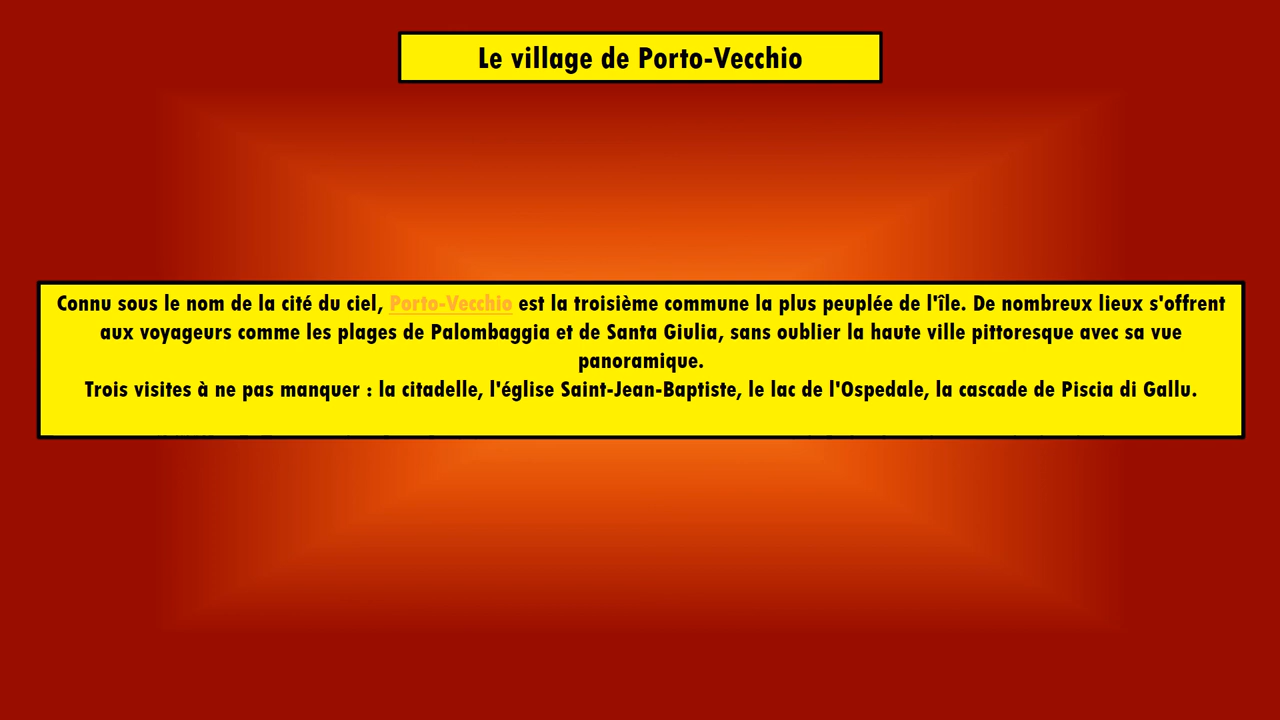 Le village de Porto-Vecchio
Connu sous le nom de la cité du ciel, Porto-Vecchio est la troisième commune la plus peuplée de l'île. De nombreux lieux s'offrent
aux voyageurs comme les plages de Palombaggia et de Santa Giulia, sans oublier la haute ville pittoresque avec sa vue
panoramique.
Trois visites à ne pas manquer : la citadelle, l'église Saint-Jean-Baptiste, le lac de l'Ospedale, la cascade de Piscia di Gallu.